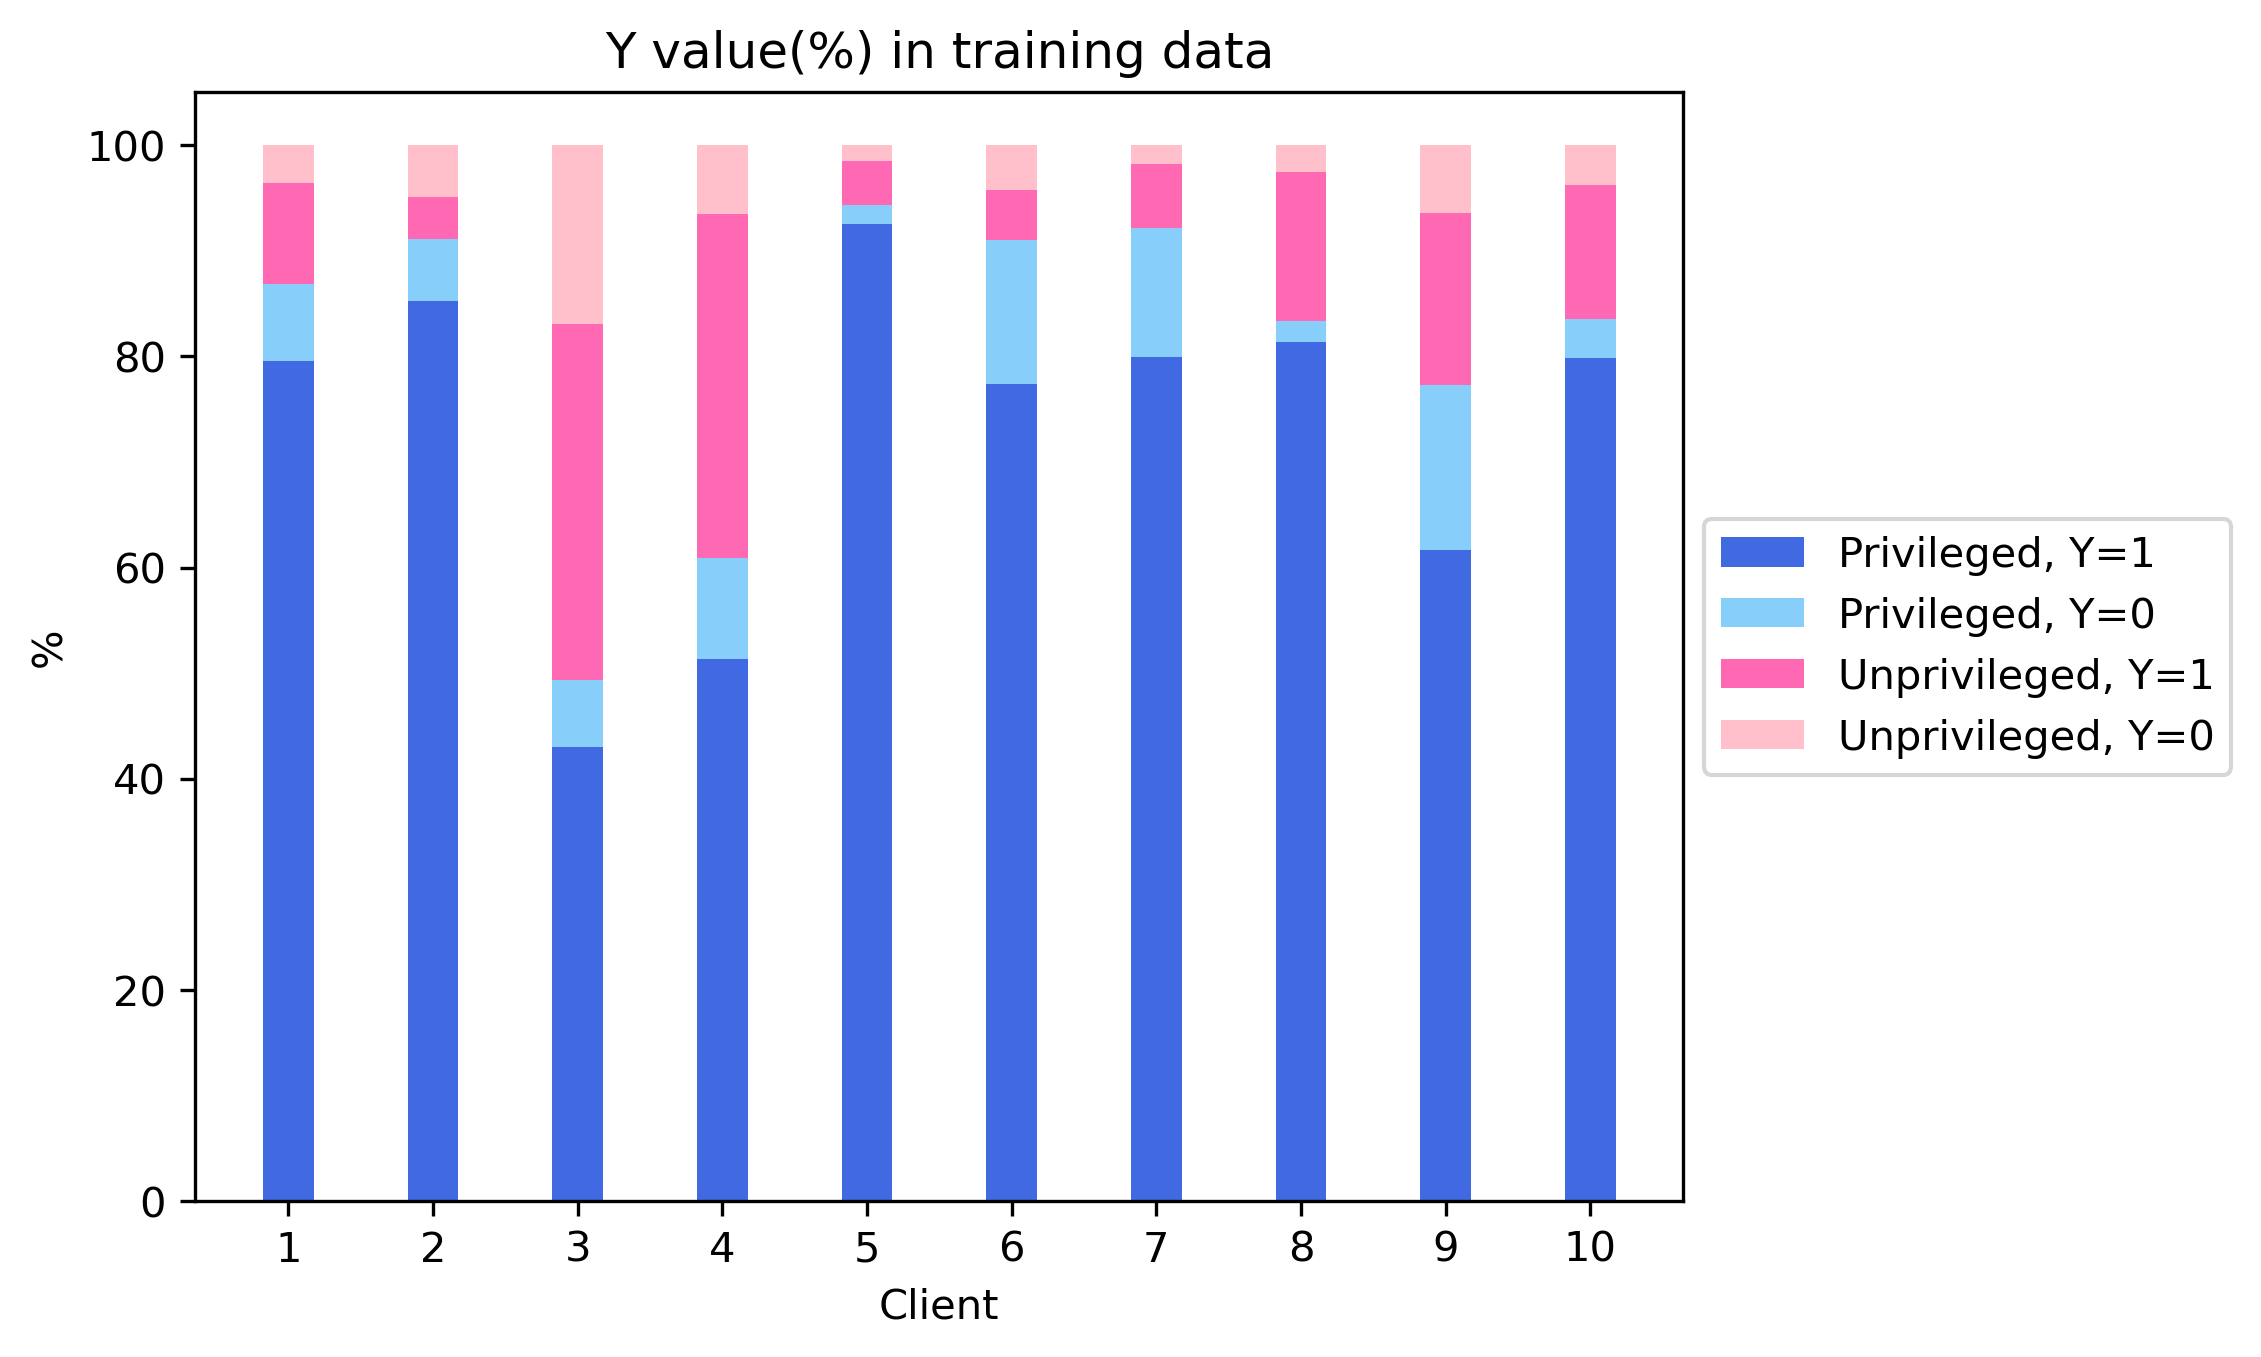 Y value(%) in training data
100
80
60
40
20
0
%
1 2 3 4 5 6 7 8 9 10
Client
Privileged, Y=1
Privileged, Y=0
Unprivileged, Y=1
Unprivileged, Y=0